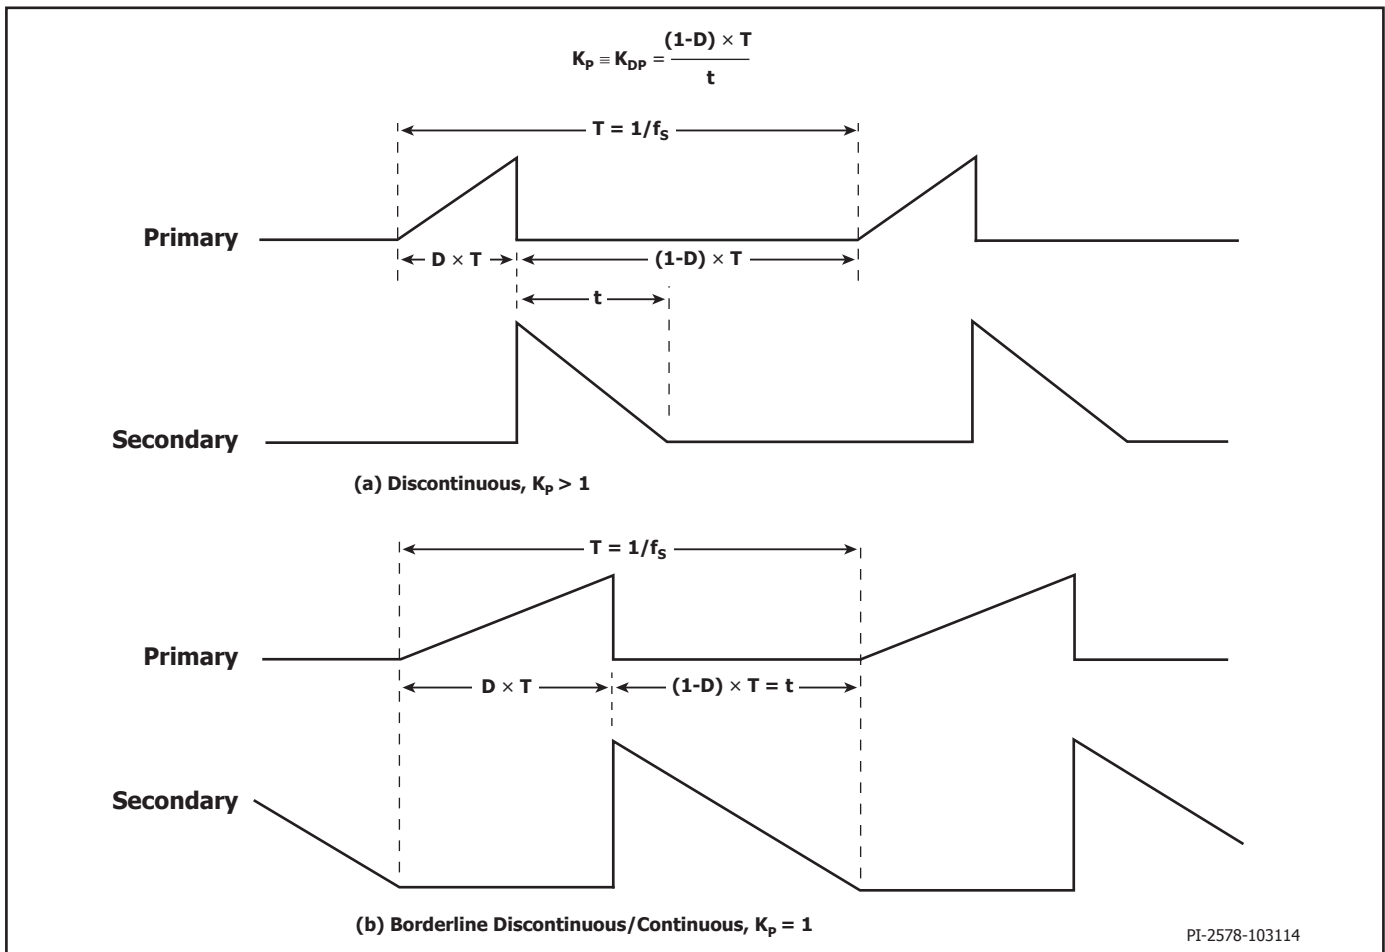 K_P ≡ K_DP = (1-D) × T / t
T = 1/f_S
Primary
D × T
(1-D) × T
t
Secondary
(a) Discontinuous, K_P > 1
T = 1/f_S
Primary
D × T
(1-D) × T = t
Secondary
(b) Borderline Discontinuous/Continuous, K_P = 1
PI-2578-103114